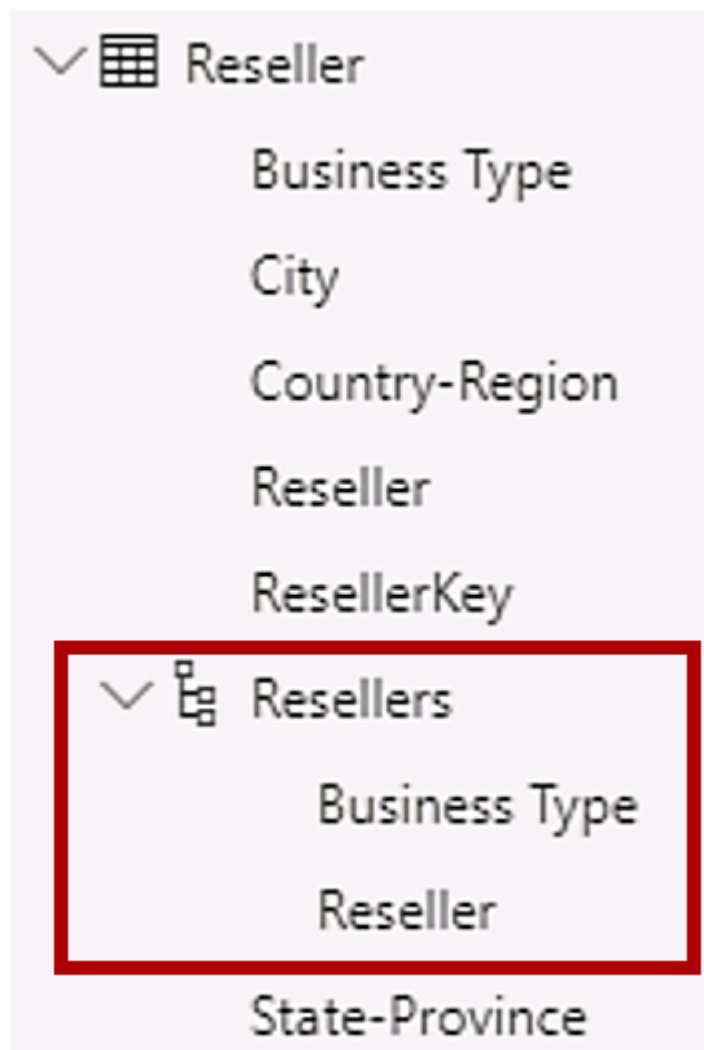 Reseller
Business Type
City
Country-Region
Reseller
ResellerKey
Resellers
Business Type
Reseller
State-Province